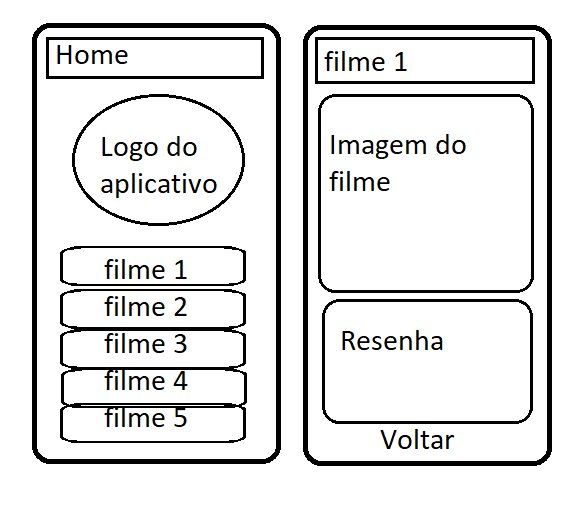 Home
Logo do
aplicativo
filme 1
filme 2
filme 3
filme 4
filme 5
filme 1
Imagem do
filme
Resenha
Voltar